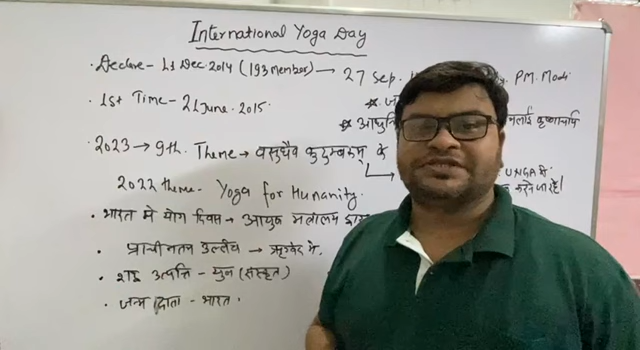 International Yoga Day
• Declare - 11 Dec. 2014 (193 member) → 27 Sep. PM. Modi
• 1st Time - 21 June. 2015.
* आधुनि कृष्णाचार्य
• 2023 → 9th. Theme → वसुधैव कुटुम्बकम् के
UNGA में
2022 theme - Yoga for Humanity.
• भारत मे योग दिवस → आयुष
• प्राचीनतम उल्लेख → ऋग्वेद में.
• शब्द उत्पत्ति - युज (संस्कृत)
• जन्म दाता - भारत.